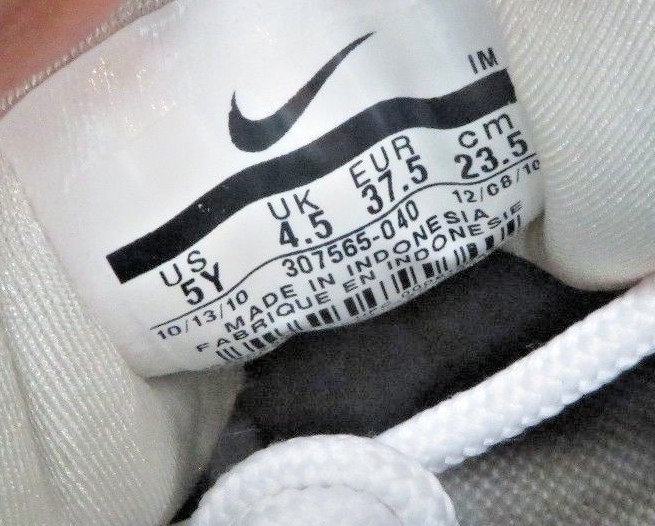 IM
US UK EUR cm
5Y 4.5 37.5 23.5
10/13/10 307565-040 12/08/10
MADE IN INDONESIA
FABRIQUE EN INDONESIE